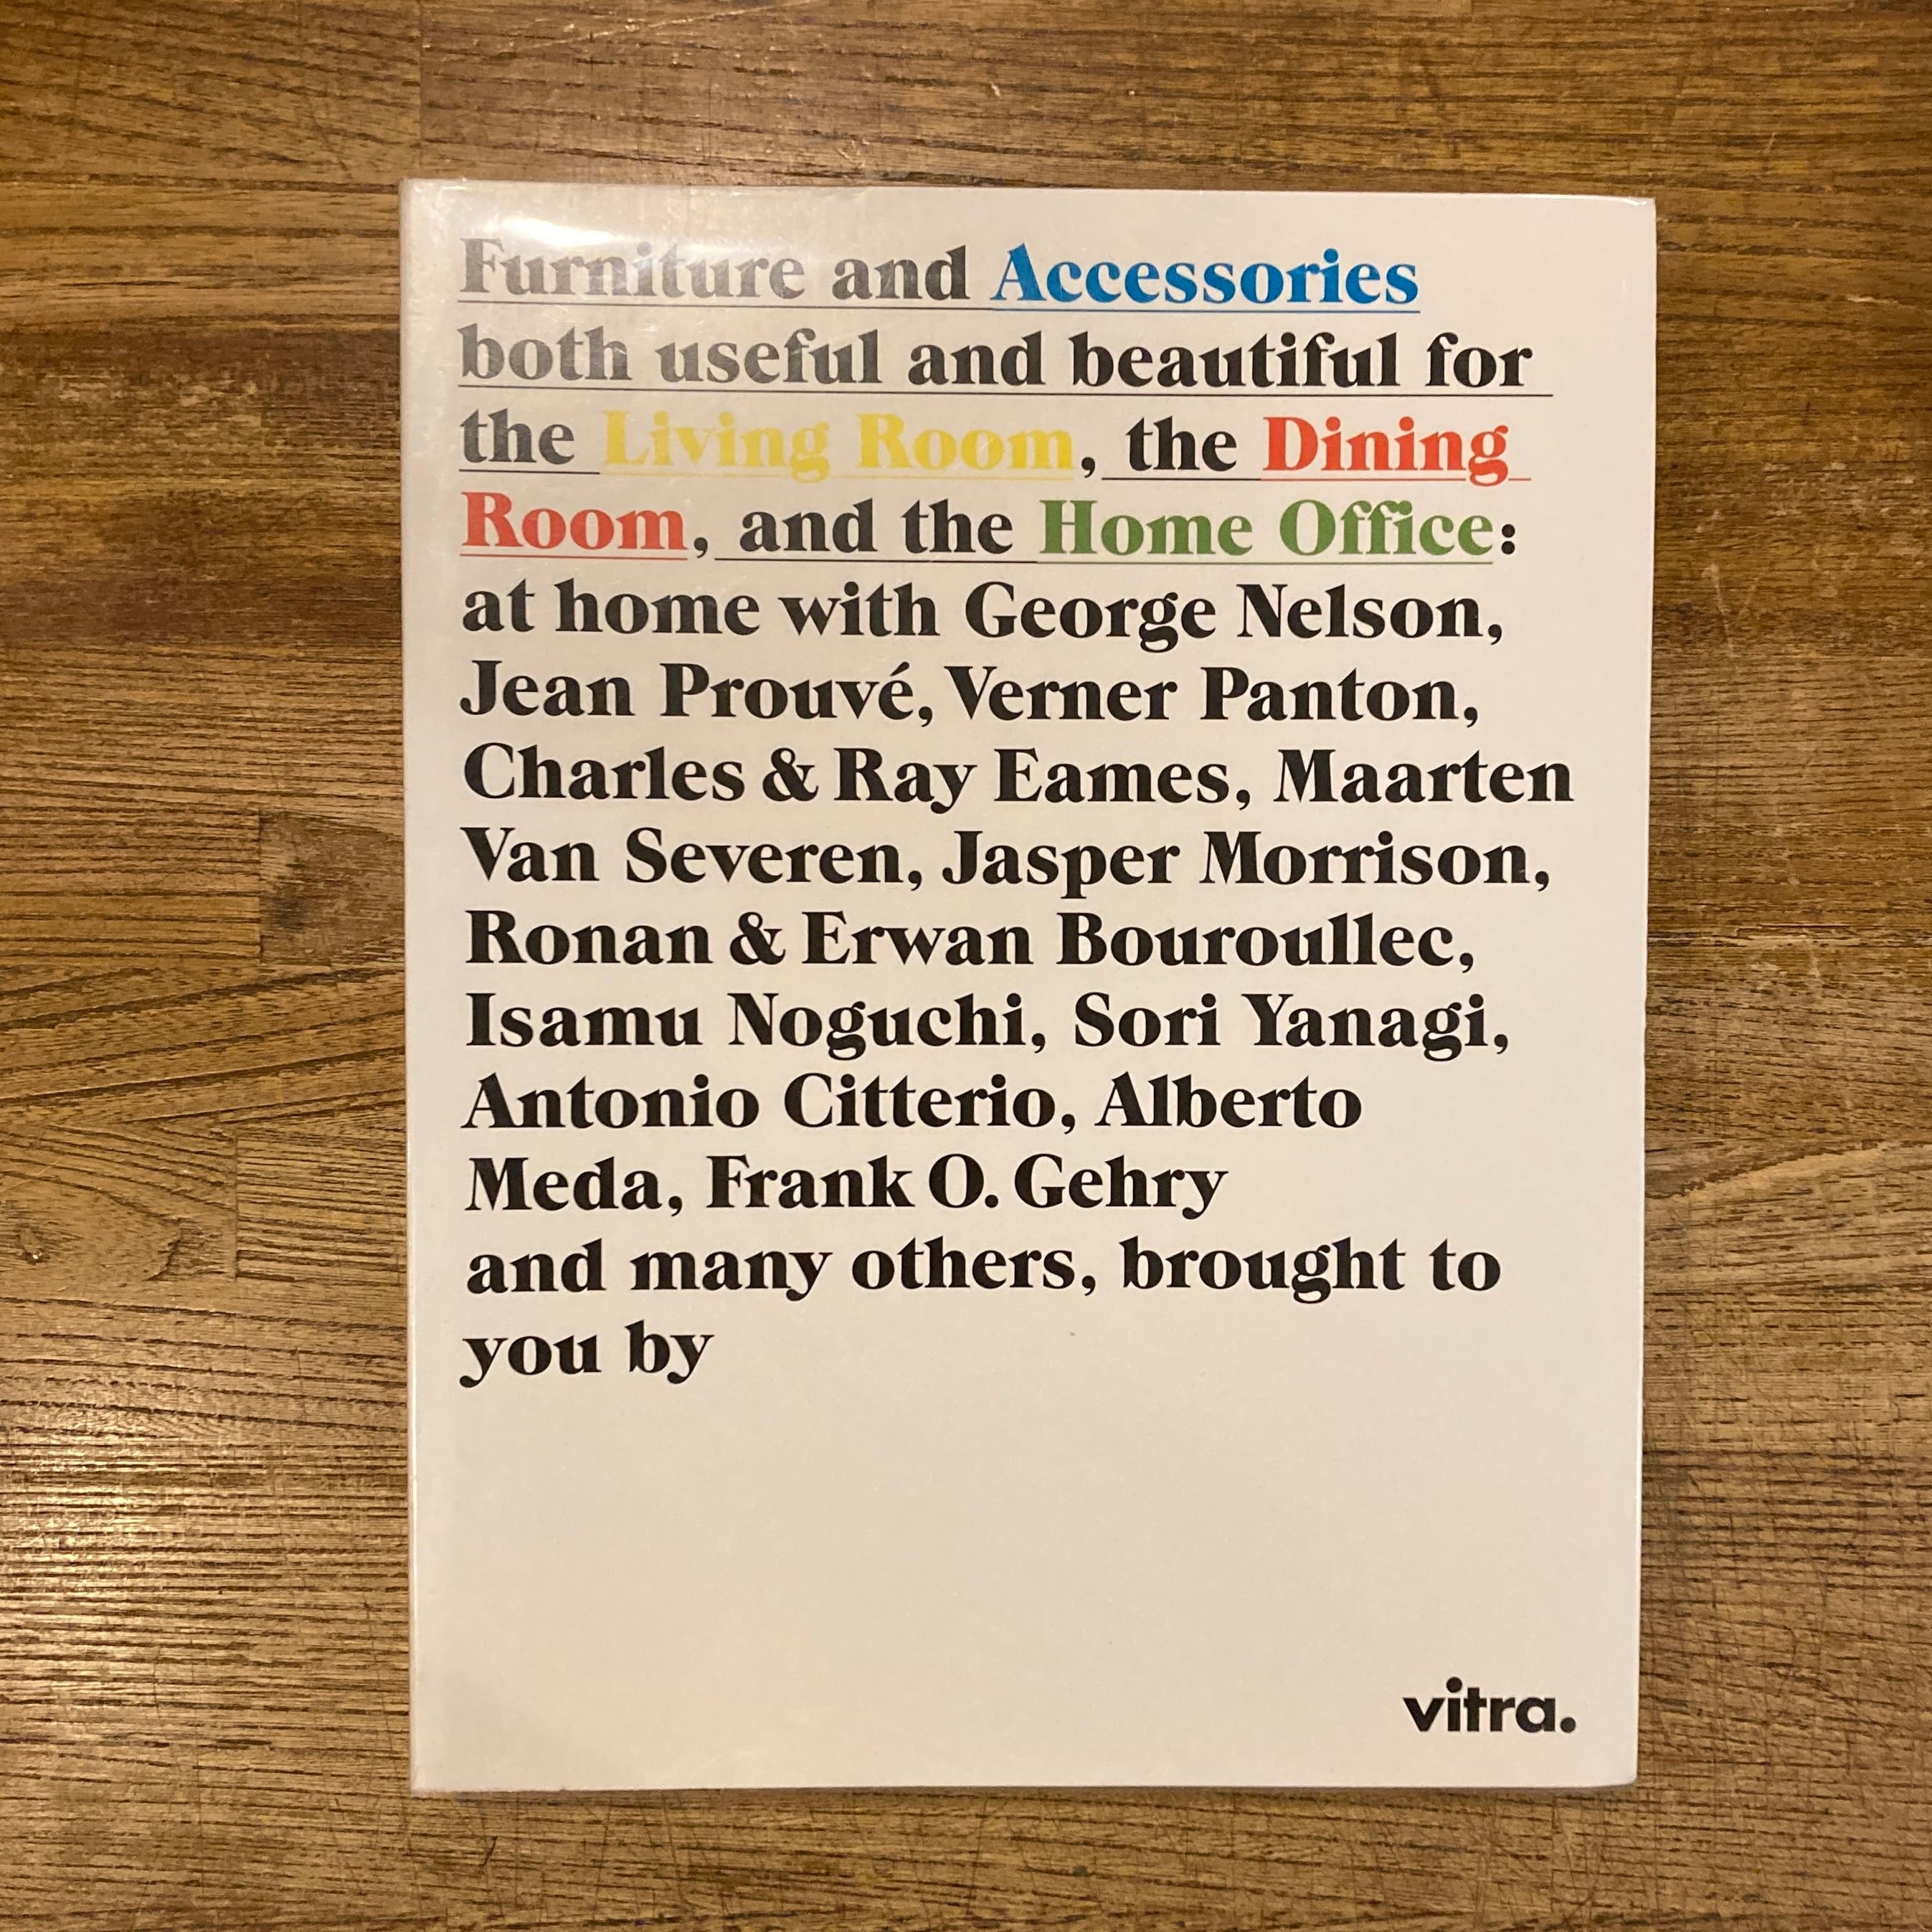 Furniture and Accessories
both useful and beautiful for
the Living Room, the Dining
Room, and the Home Office:
at home with George Nelson,
Jean Prouvé, Verner Panton,
Charles & Ray Eames, Maarten
Van Severen, Jasper Morrison,
Ronan & Erwan Bouroullec,
Isamu Noguchi, Sori Yanagi,
Antonio Citterio, Alberto
Meda, Frank O. Gehry
and many others, brought to
you by
vitra.